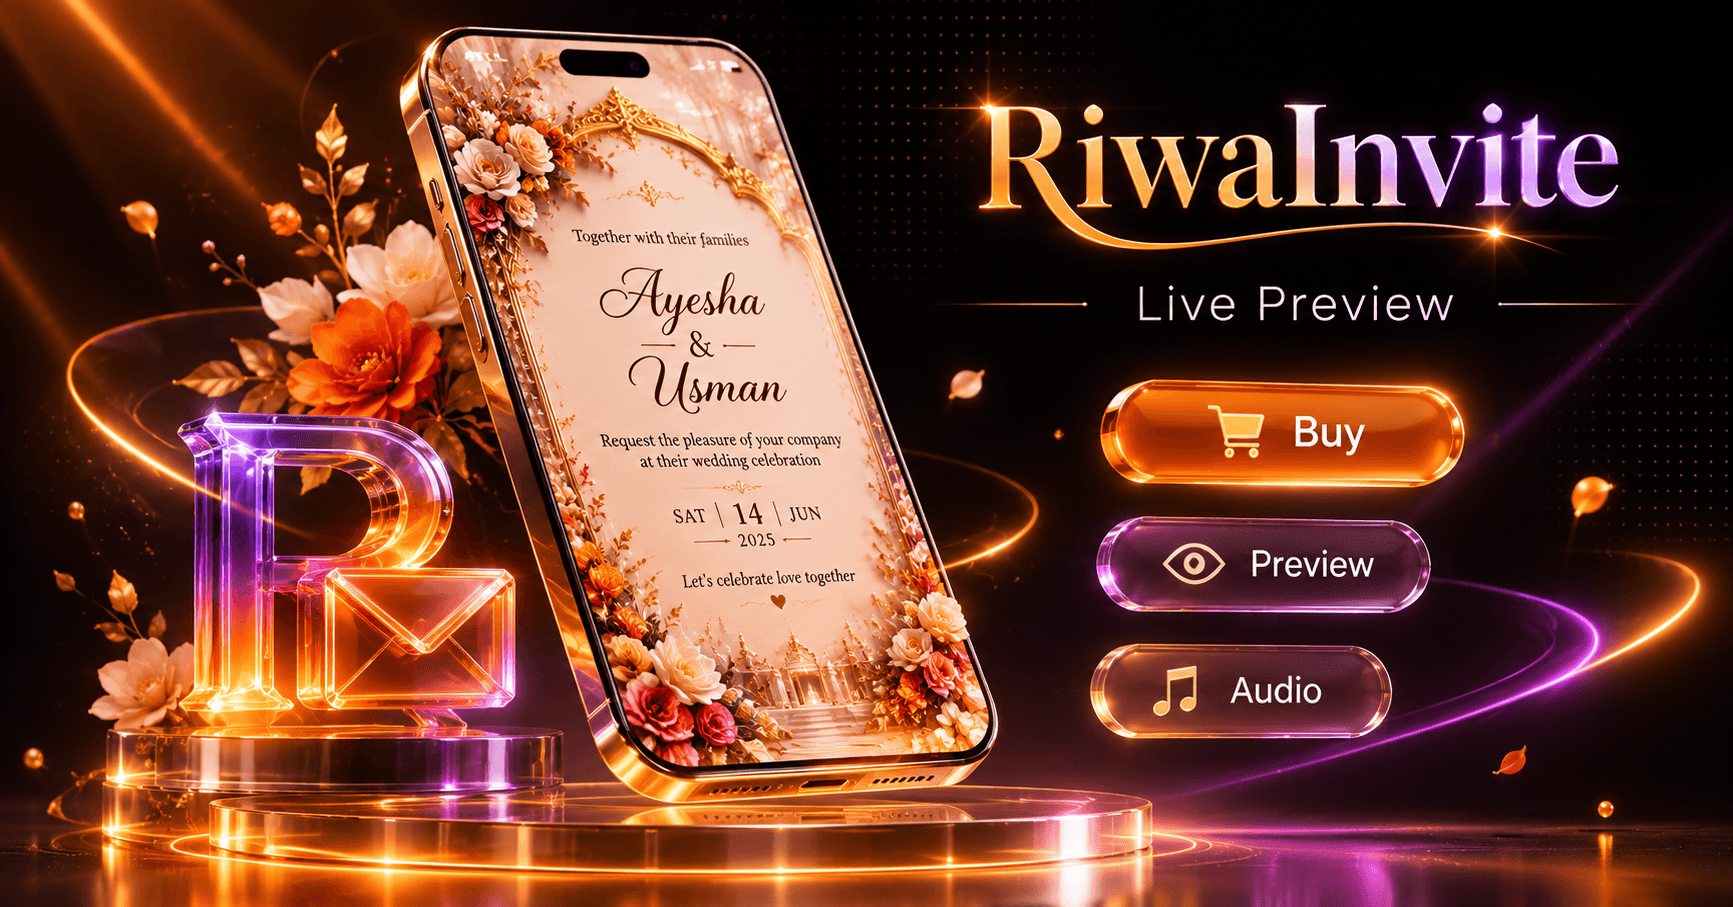 Together with their families
Ayesha
&
Usman
Request the pleasure of your company
at their wedding celebration
SAT | 14 | JUN
2025
Let's celebrate love together
RiwaInvite
Live Preview
Buy
Preview
Audio
R